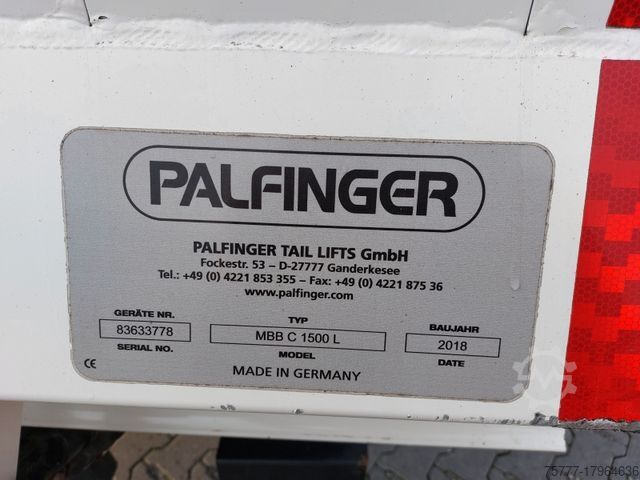 PALFINGER
PALFINGER TAIL LIFTS GmbH
Fockestr. 53 – D-27777 Ganderkesee
Tel.: +49 (0) 4221 853 355 – Fax: +49 (0) 4221 875 36
www.palfinger.com
GERÄTE NR. TYP BAUJAHR
83633778 MBB C 1500 L 2018
SERIAL NO. MODEL DATE
CE MADE IN GERMANY
75777-17964636